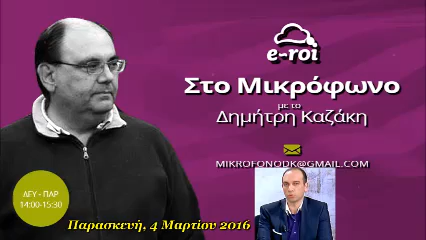 e-roi
Στο Μικρόφωνο
με το
Δημήτρη Καζάκη
MIKROFONODK@GMAIL.COM
ΔΕΥ - ΠΑΡ
14:00-15:30
Παρασκευή, 4 Μαρτίου 2016